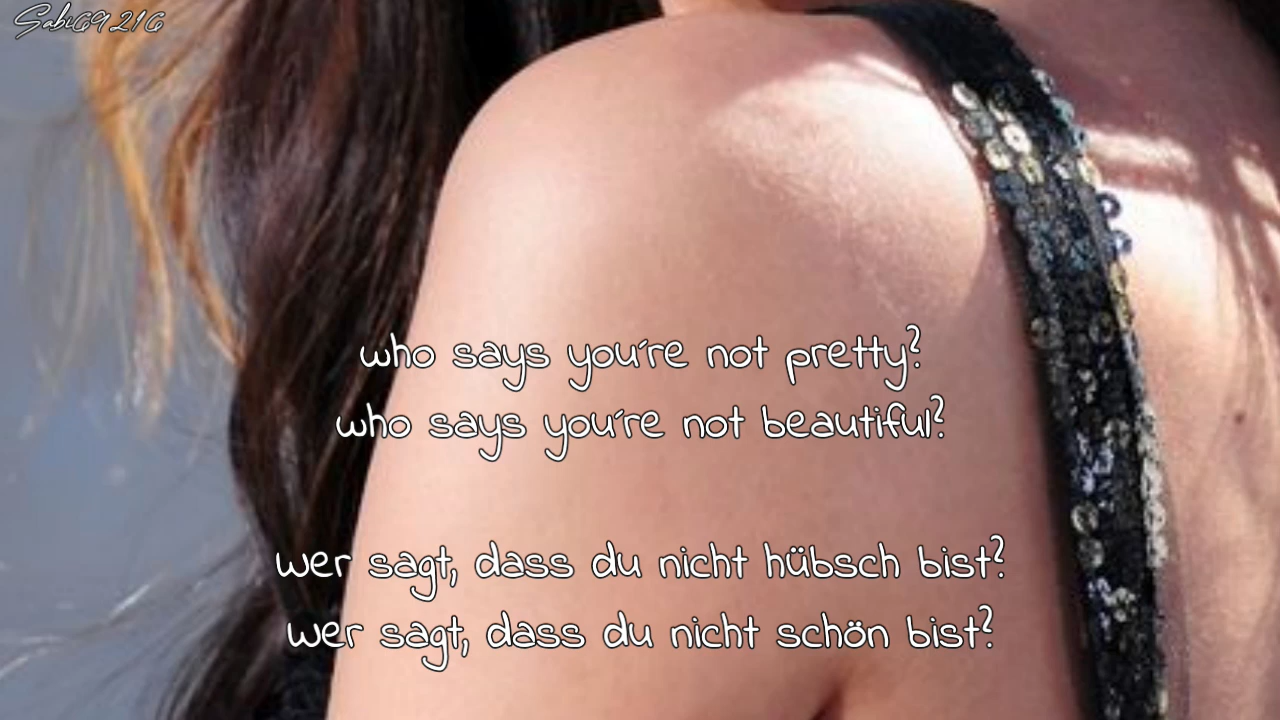 Sabi69216
who says you're not pretty?
who says you're not beautiful?
wer sagt, dass du nicht hübsch bist?
wer sagt, dass du nicht schön bist?